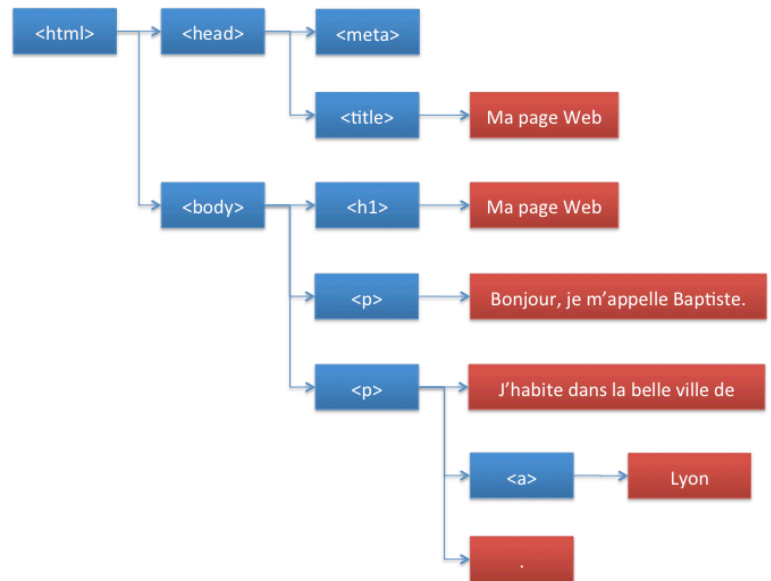 <html>
<head>
<meta>
<title>
Ma page Web
<body>
<h1>
Ma page Web
<p>
Bonjour, je m'appelle Baptiste.
<p>
J'habite dans la belle ville de
<a>
Lyon
.